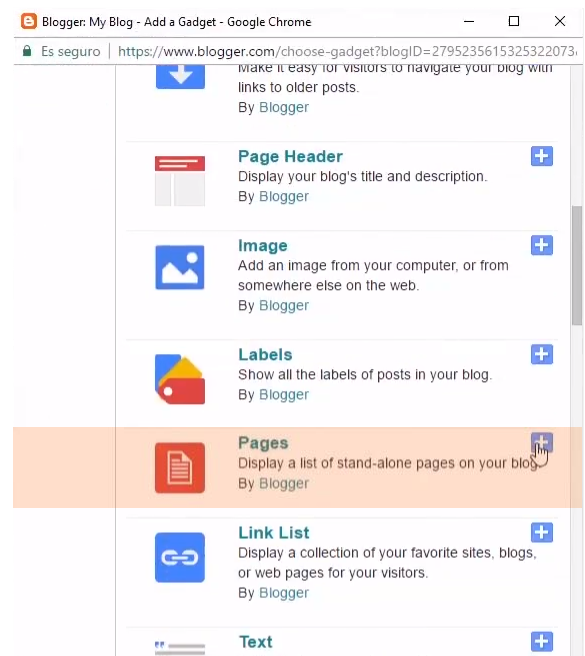 Blogger: My Blog - Add a Gadget - Google Chrome
Es seguro | https://www.blogger.com/choose-gadget?blogID=2795235615325322073
Make it easy for visitors to navigate your blog with
links to older posts.
By Blogger
Page Header
Display your blog's title and description.
By Blogger
Image
Add an image from your computer, or from
somewhere else on the web.
By Blogger
Labels
Show all the labels of posts in your blog.
By Blogger
Pages
Display a list of stand-alone pages on your blog.
By Blogger
Link List
Display a collection of your favorite sites, blogs,
or web pages for your visitors.
By Blogger
Text